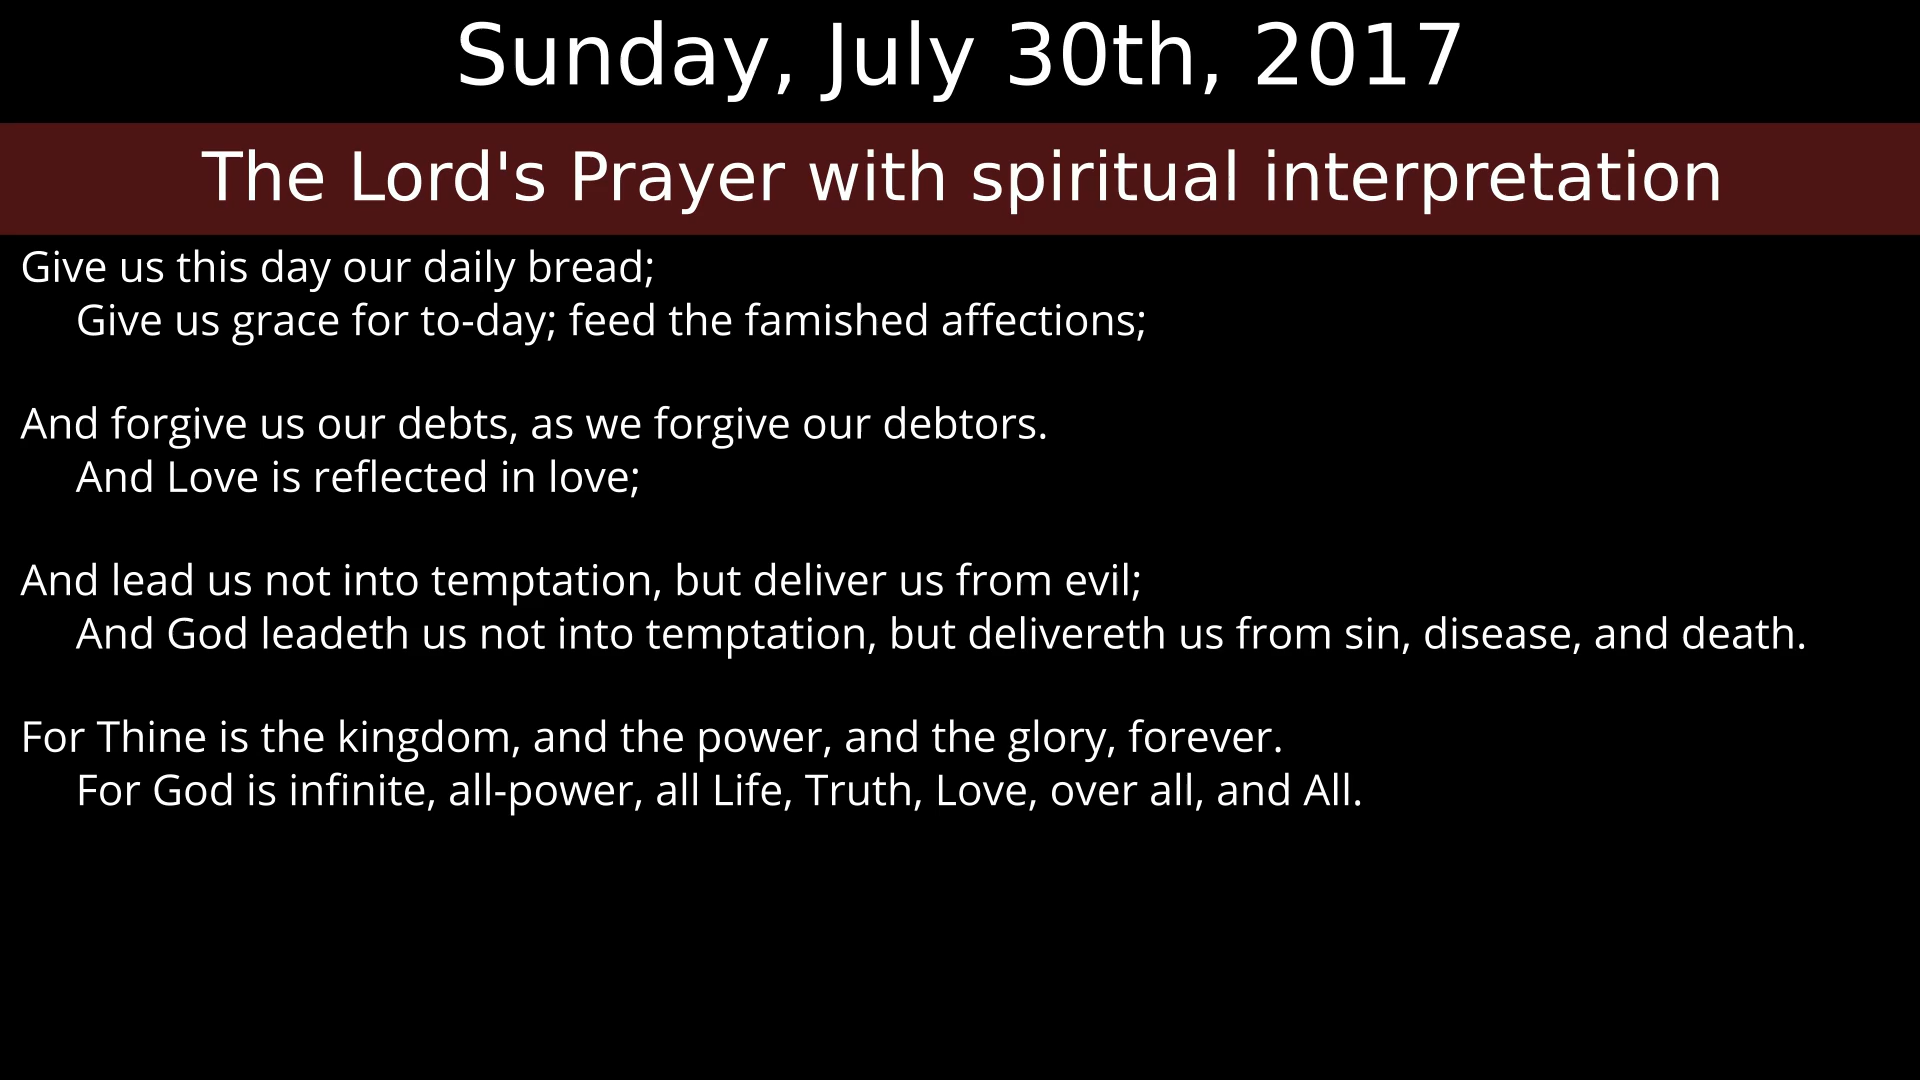 Sunday, July 30th, 2017
The Lord's Prayer with spiritual interpretation
Give us this day our daily bread;
Give us grace for to-day; feed the famished affections;
And forgive us our debts, as we forgive our debtors.
And Love is reflected in love;
And lead us not into temptation, but deliver us from evil;
And God leadeth us not into temptation, but delivereth us from sin, disease, and death.
For Thine is the kingdom, and the power, and the glory, forever.
For God is infinite, all-power, all Life, Truth, Love, over all, and All.